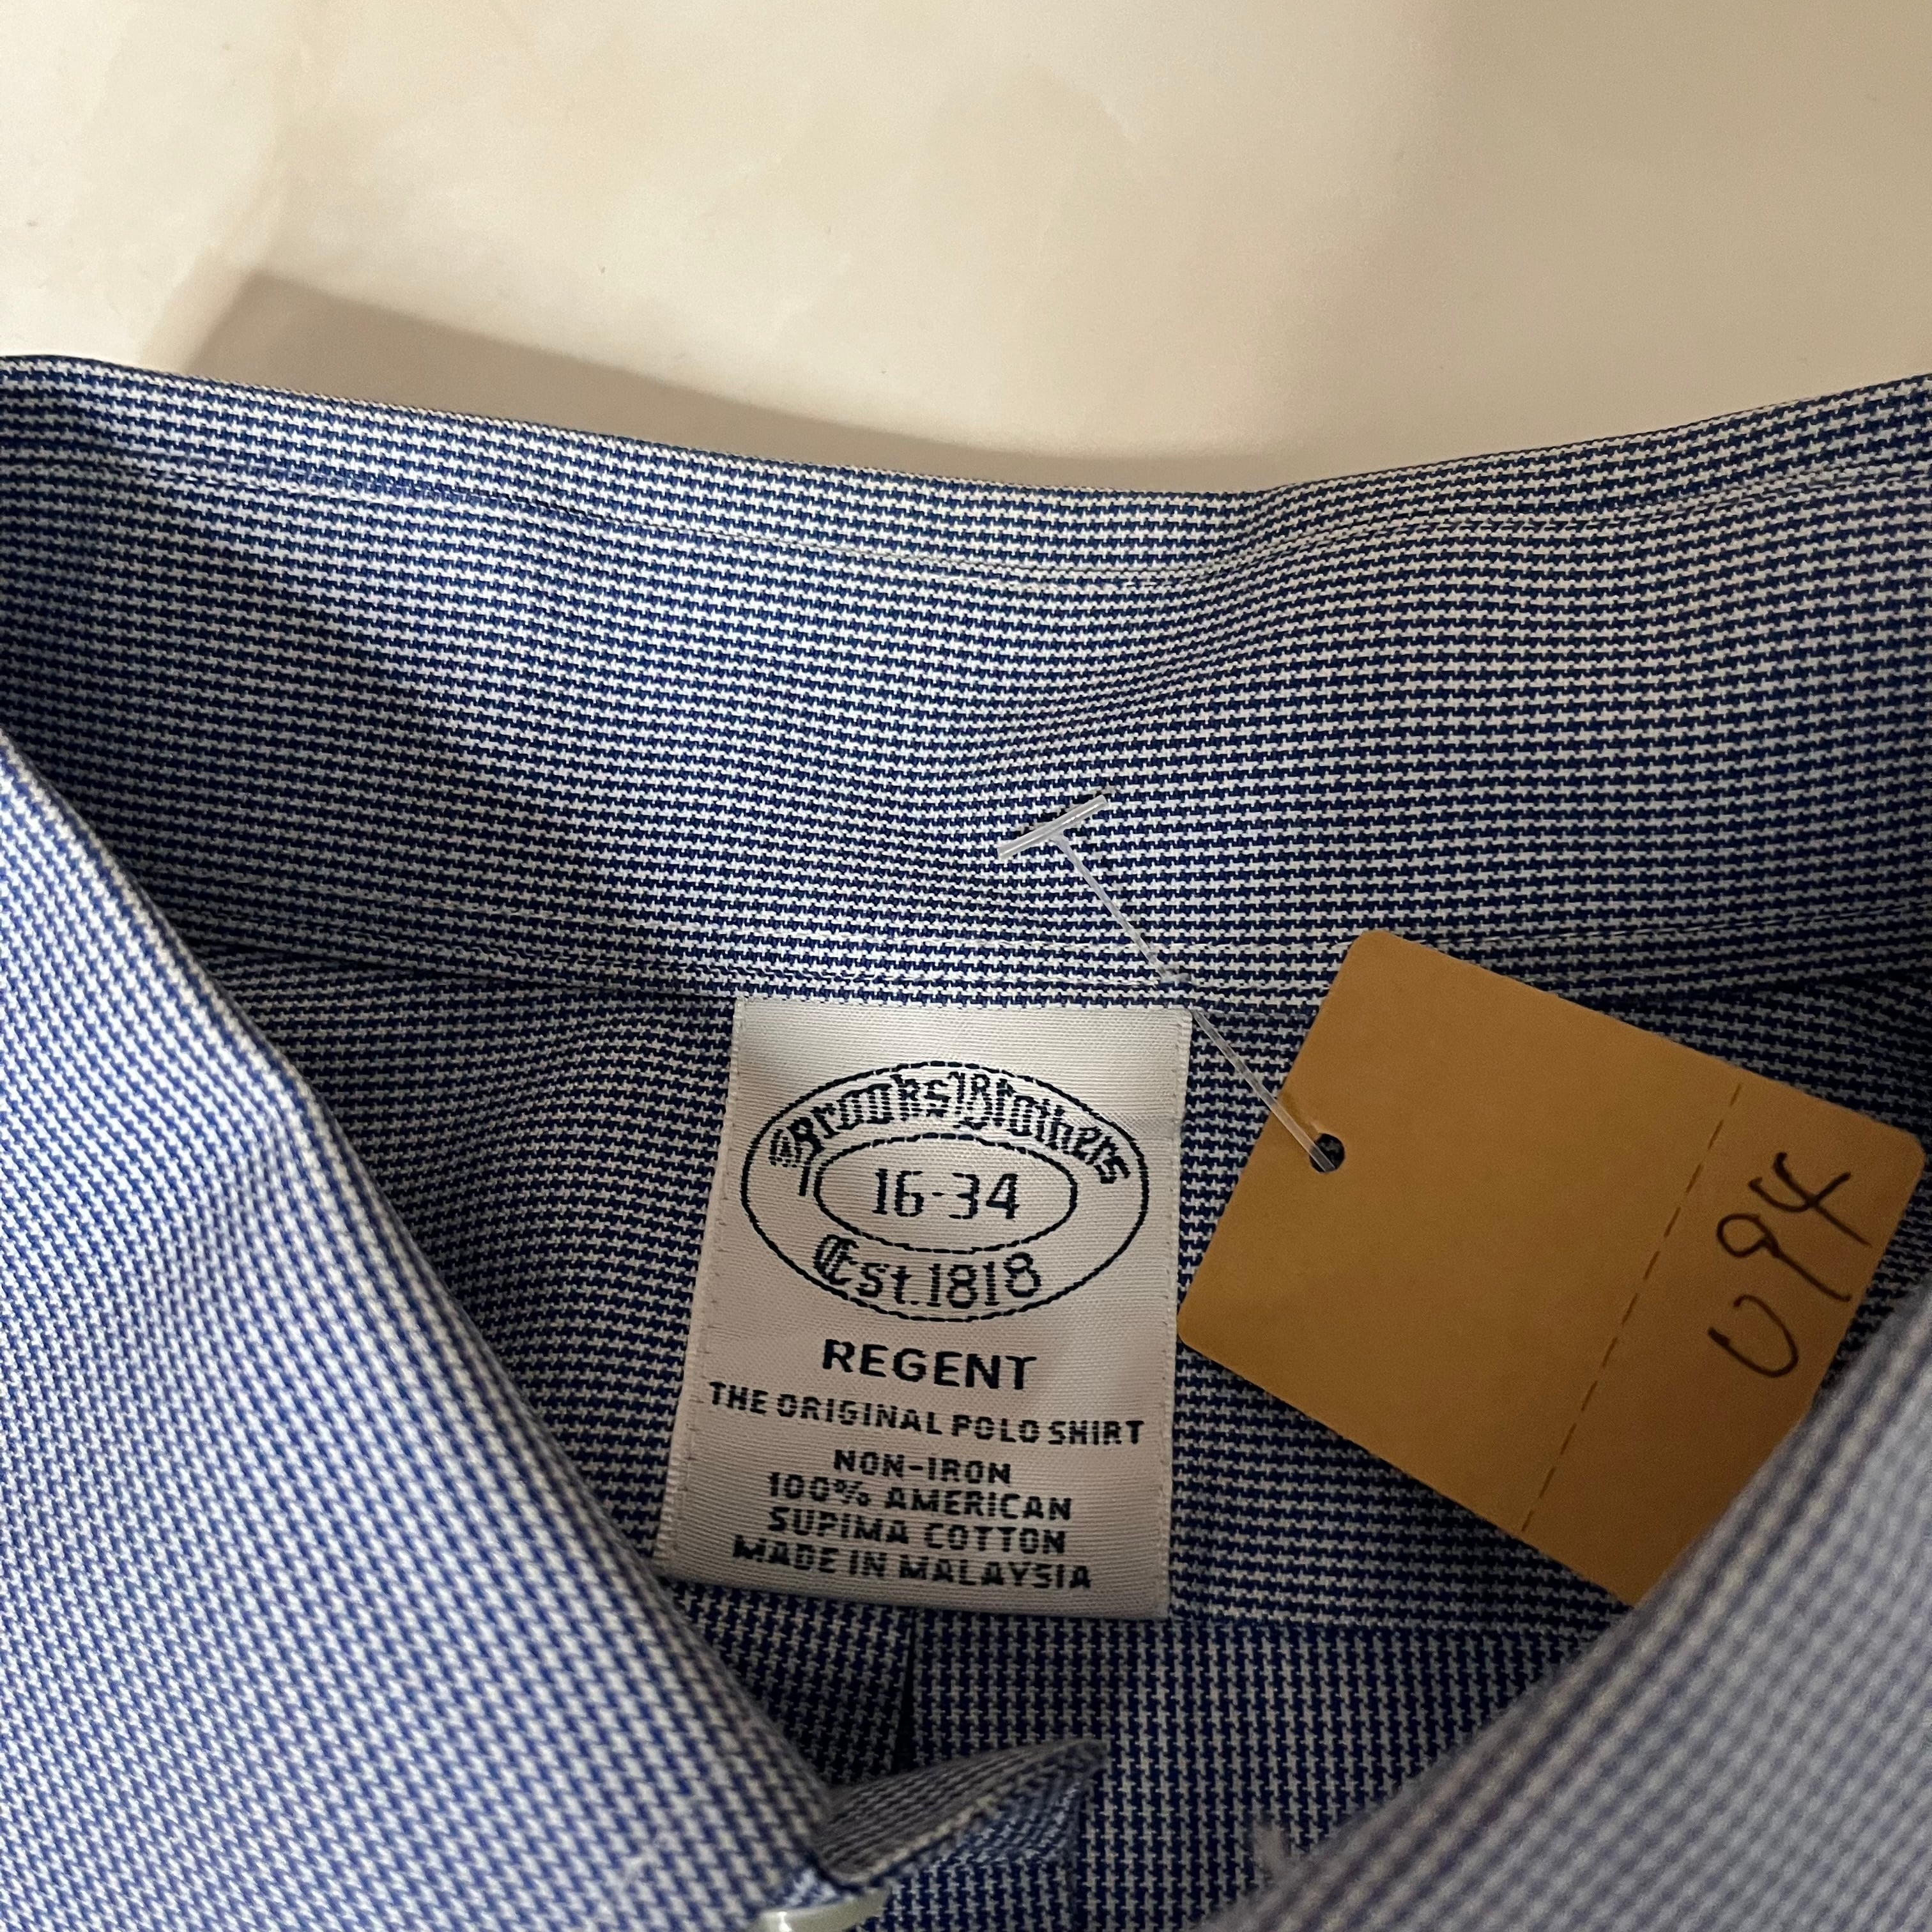 Brooks Brothers
16-34
Est. 1818
REGENT
THE ORIGINAL POLO SHIRT
NON-IRON
100% AMERICAN
SUPIMA COTTON
MADE IN MALAYSIA
U94